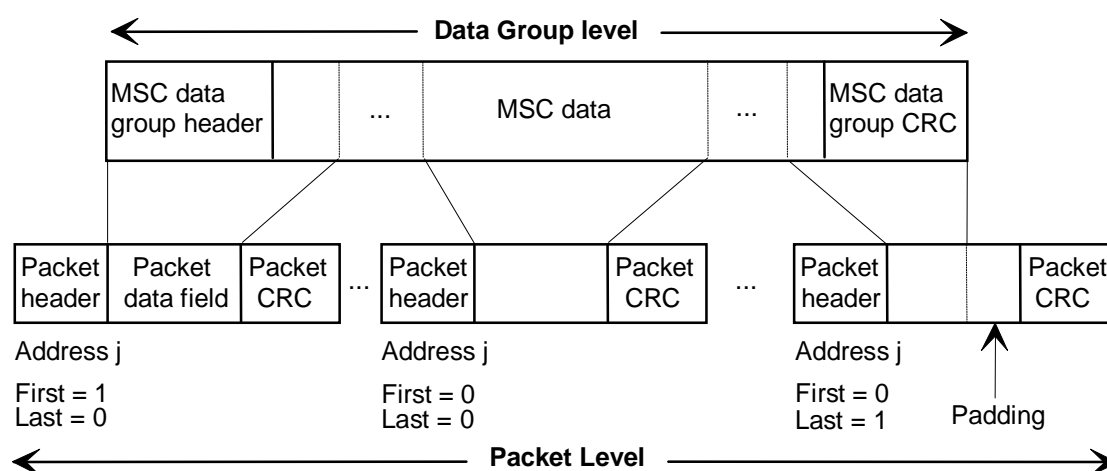 Data Group level
MSC data
group header
...
MSC data
...
MSC data
group CRC
Packet
header
Packet
data field
Packet
CRC
...
Packet
header
Packet
CRC
...
Packet
header
Packet
CRC
Address j
First = 1
Last = 0
Address j
First = 0
Last = 0
Address j
First = 0
Last = 1
Padding
Packet Level